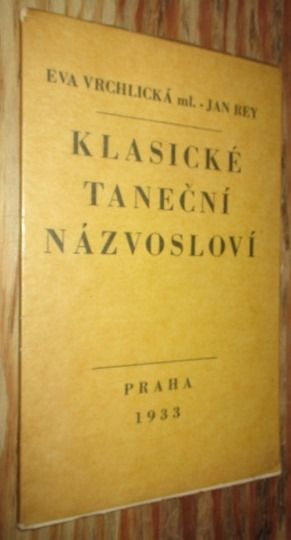 EVA VRCHLICKÁ ml. - JAN REY
KLASICKÉ
TANEČNÍ
NÁZVOSLOVÍ
PRAHA
1933